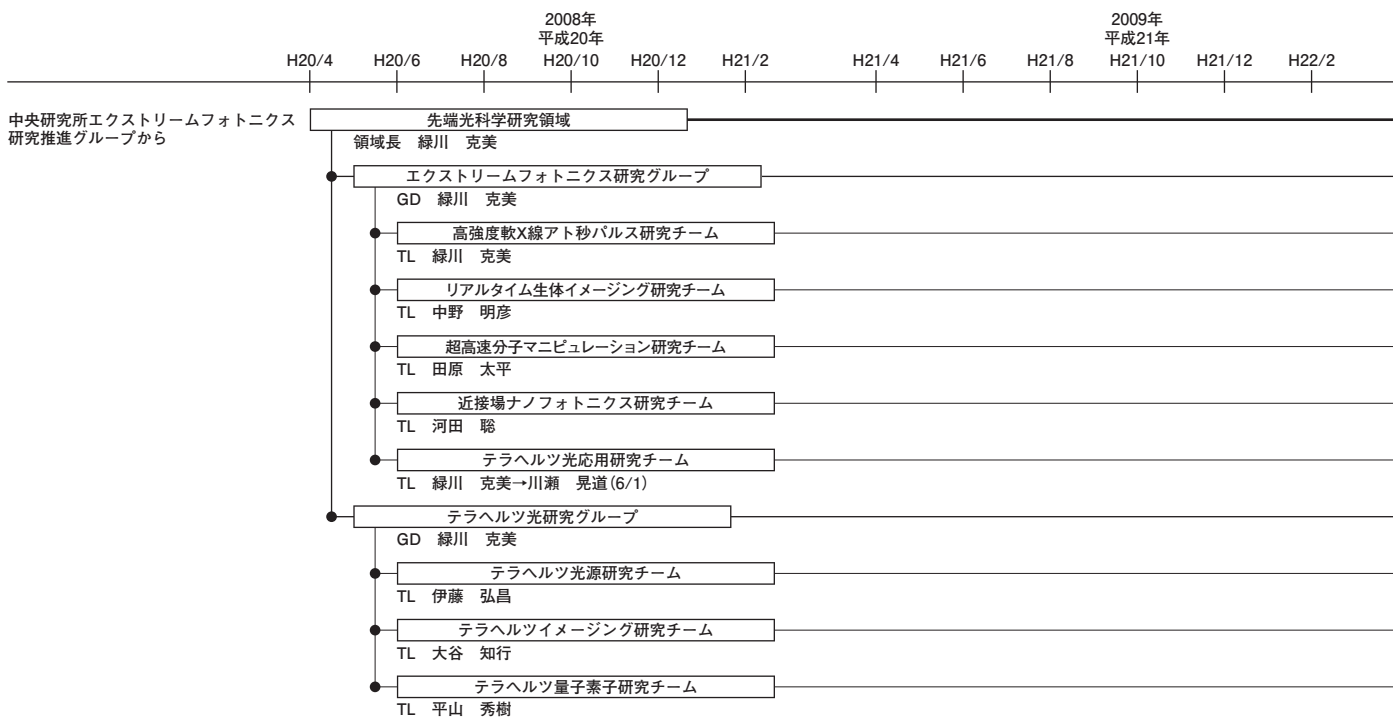 2008年
平成20年
2009年
平成21年
H20/4 H20/6 H20/8 H20/10 H20/12 H21/2 H21/4 H21/6 H21/8 H21/10 H21/12 H22/2
中央研究所エクストリームフォトニクス
研究推進グループから
先端光科学研究領域
領域長 緑川 克美
エクストリームフォトニクス研究グループ
GD 緑川 克美
高強度軟X線アト秒パルス研究チーム
TL 緑川 克美
リアルタイム生体イメージング研究チーム
TL 中野 明彦
超高速分子マニピュレーション研究チーム
TL 田原 太平
近接場ナノフォトニクス研究チーム
TL 河田 聡
テラヘルツ光応用研究チーム
TL 緑川 克美→川瀬 晃道(6/1)
テラヘルツ光研究グループ
GD 緑川 克美
テラヘルツ光源研究チーム
TL 伊藤 弘昌
テラヘルツイメージング研究チーム
TL 大谷 知行
テラヘルツ量子素子研究チーム
TL 平山 秀樹